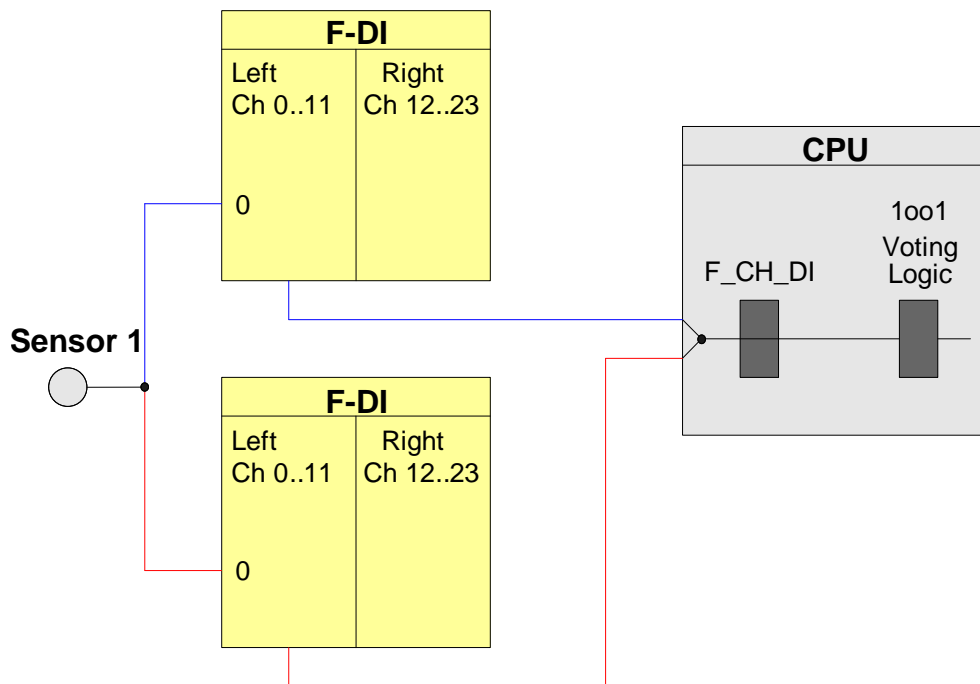 F-DI
Left Right
Ch 0..11 Ch 12..23
0
CPU
1oo1
Voting
Logic
F_CH_DI
Sensor 1
F-DI
Left Right
Ch 0..11 Ch 12..23
0